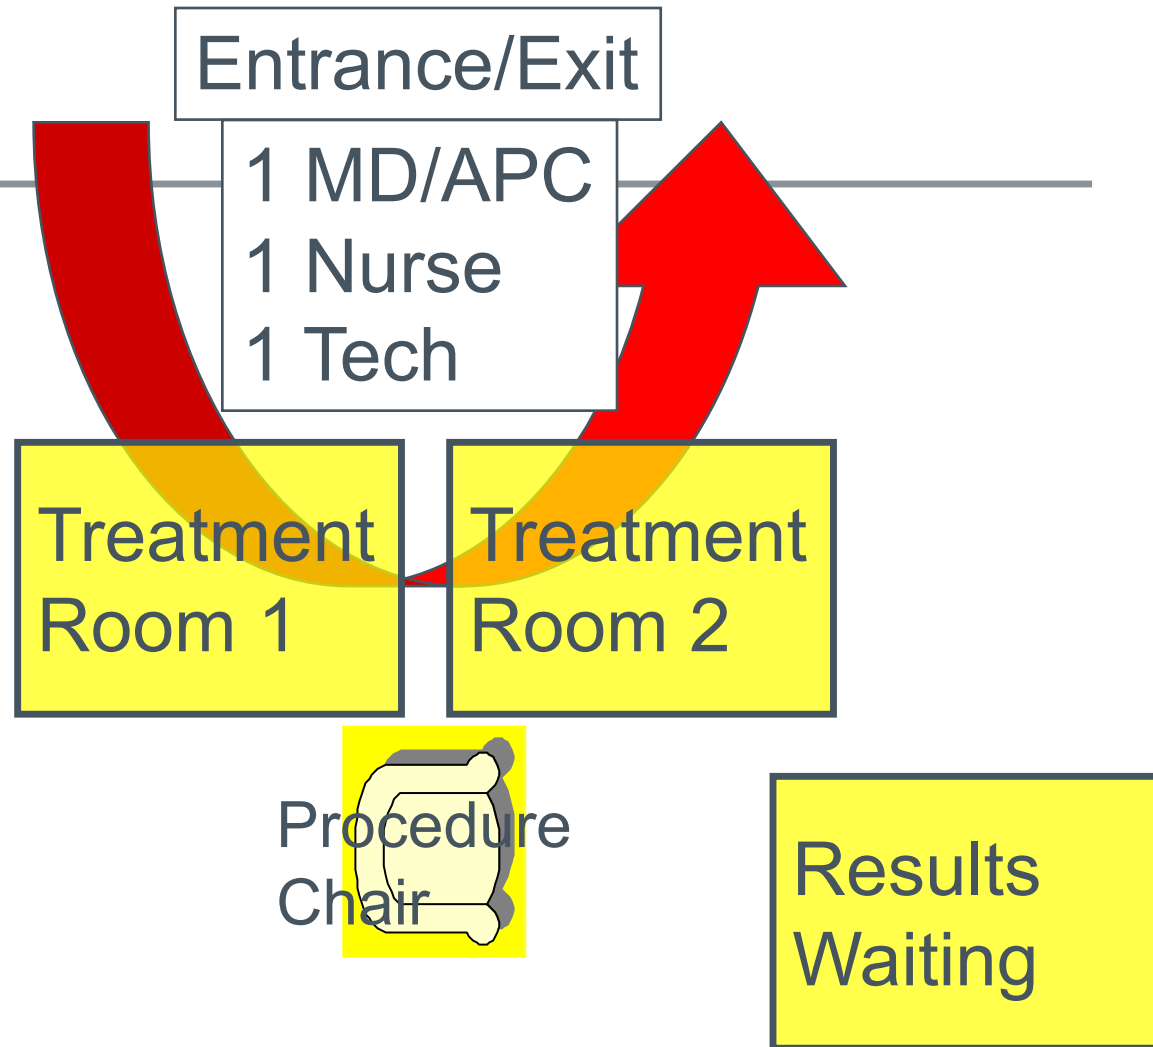 Entrance/Exit
1 MD/APC
1 Nurse
1 Tech
Treatment
Room 1
Treatment
Room 2
Procedure
Chair
Results
Waiting